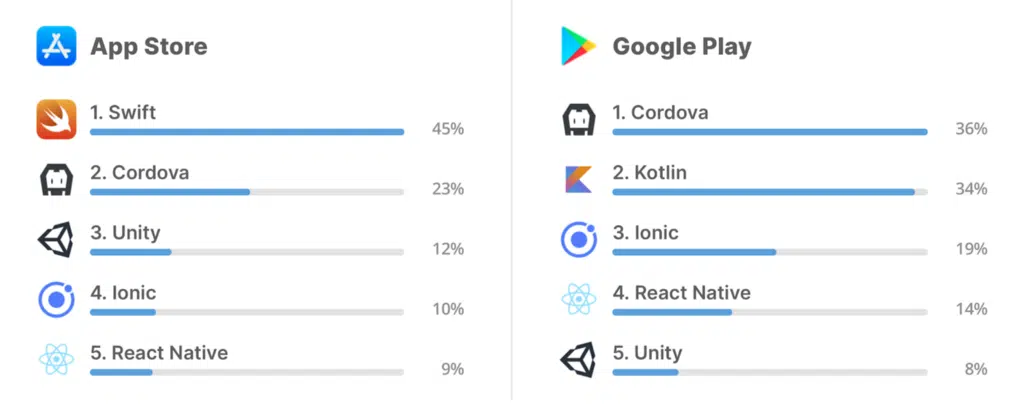 App Store
1. Swift
45%
2. Cordova
23%
3. Unity
12%
4. Ionic
10%
5. React Native
9%
Google Play
1. Cordova
36%
2. Kotlin
34%
3. Ionic
19%
4. React Native
14%
5. Unity
8%